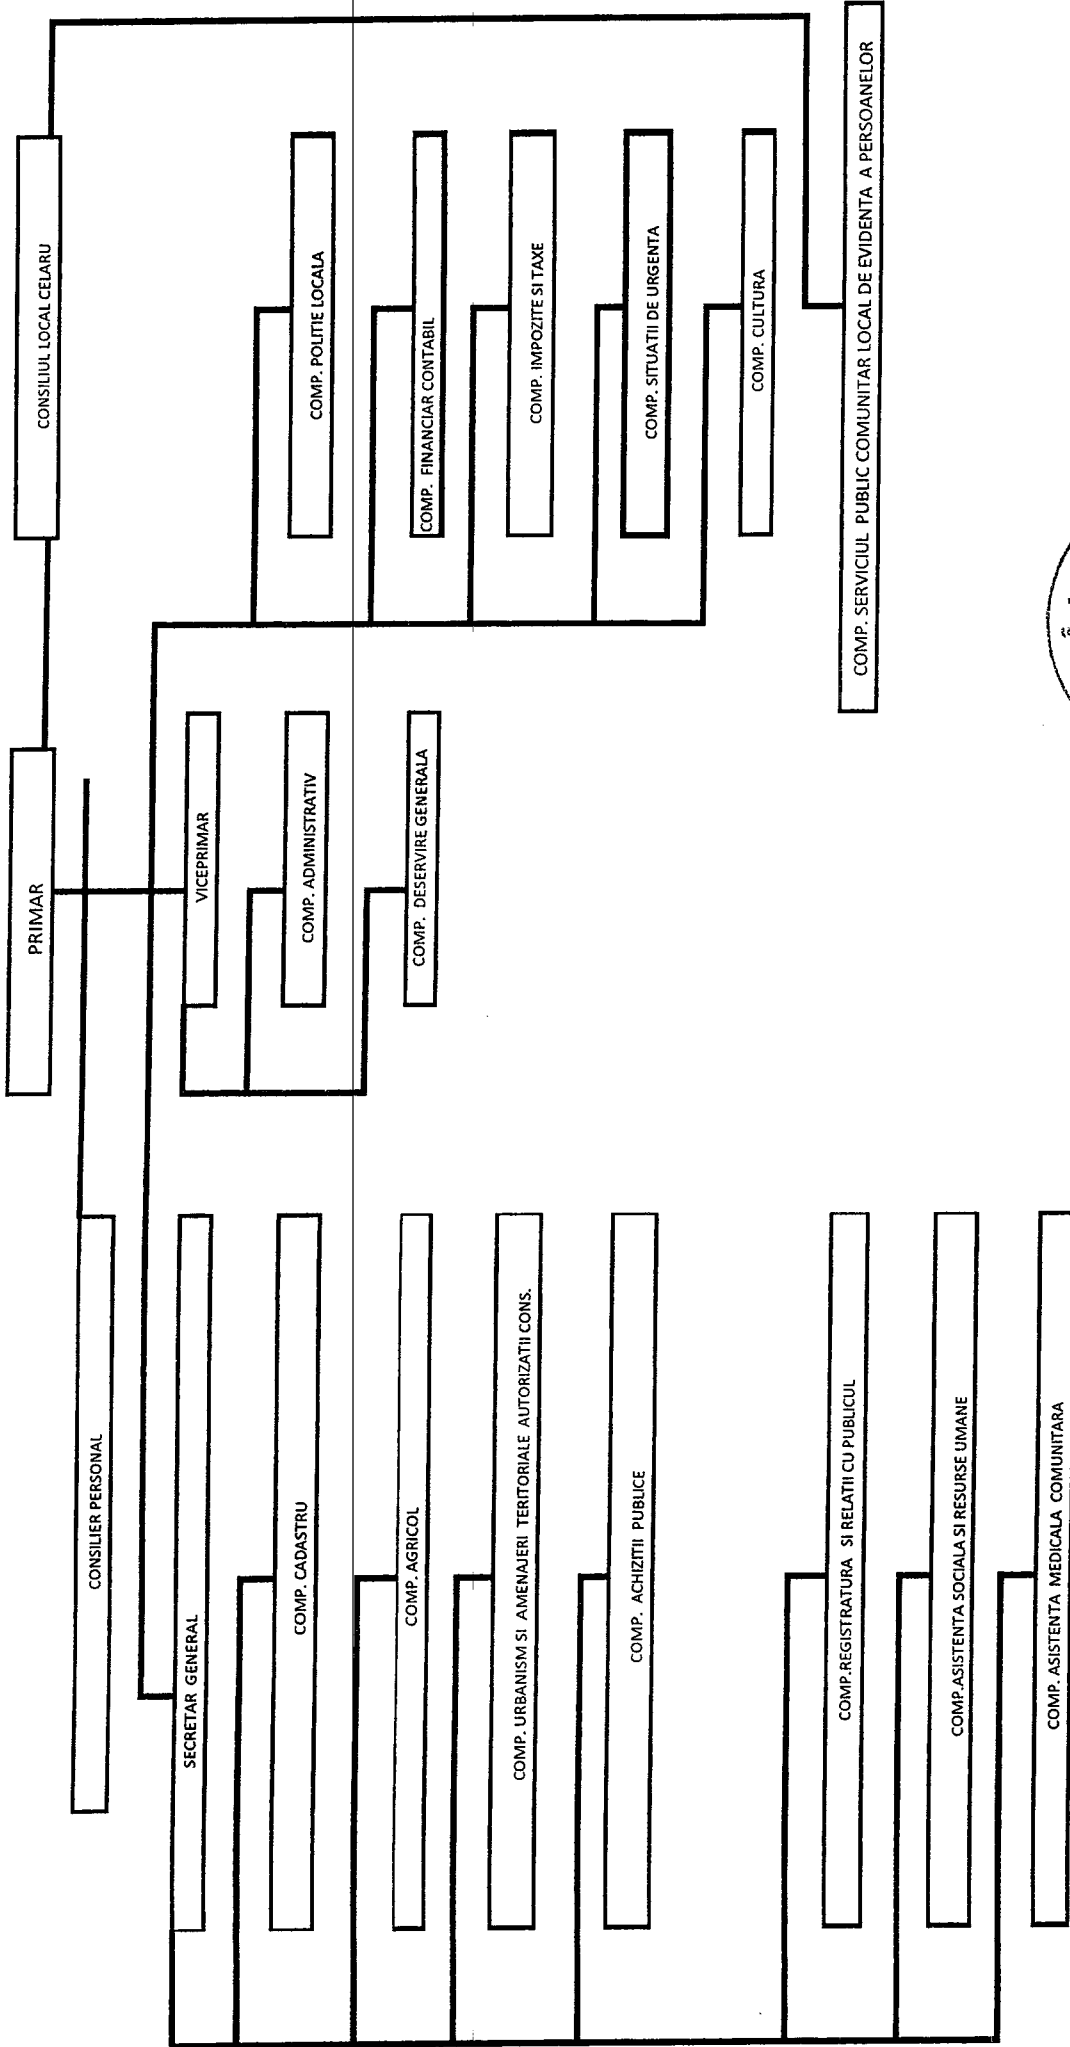 PRIMAR
CONSILIUL LOCAL CELARU
CONSILIER PERSONAL
SECRETAR GENERAL
COMP. CADASTRU
COMP. AGRICOL
COMP. URBANISM SI AMENAJERI TERITORIALE AUTORIZATII CONS.
COMP. ACHIZITII PUBLICE
COMP.REGISTRATURA SI RELATII CU PUBLICUL
COMP.ASISTENTA SOCIALA SI RESURSE UMANE
COMP. ASISTENTA MEDICALA COMUNITARA
VICEPRIMAR
COMP. ADMINISTRATIV
COMP. DESERVIRE GENERALA
COMP. POLITIE LOCALA
COMP. FINANCIAR CONTABIL
COMP. IMPOZITE SI TAXE
COMP. SITUATII DE URGENTA
COMP. CULTURA
COMP. SERVICIUL PUBLIC COMUNITAR LOCAL DE EVIDENTA A PERSOANELOR